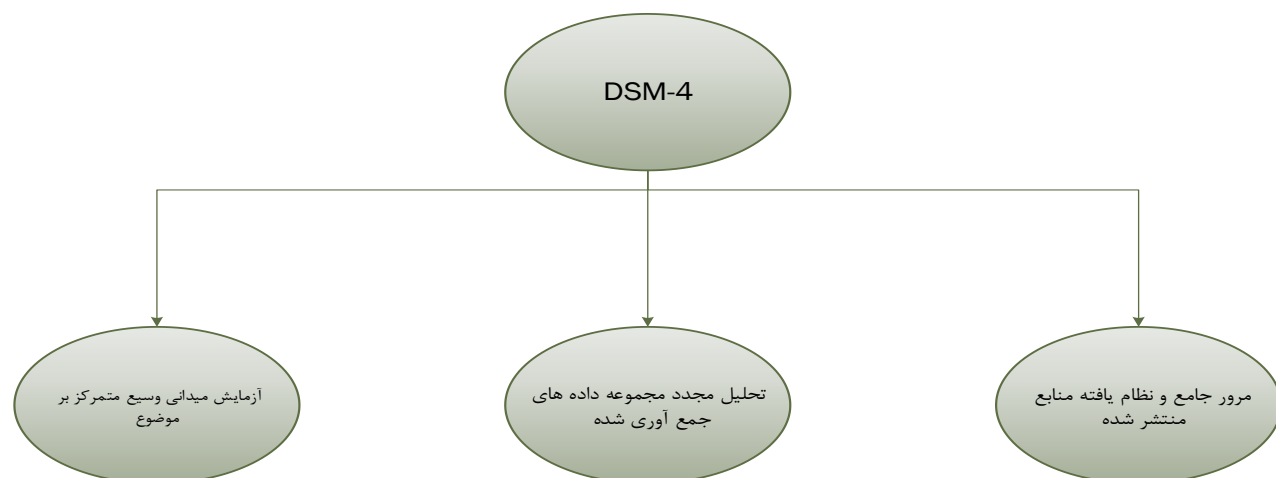 DSM-4
مرور جامع و نظام یافته منابع
منتشر شده
تحلیل مجدد مجموعه داده های
جمع آوری شده
آزمایش میدانی وسیع متمرکز بر
موضوع